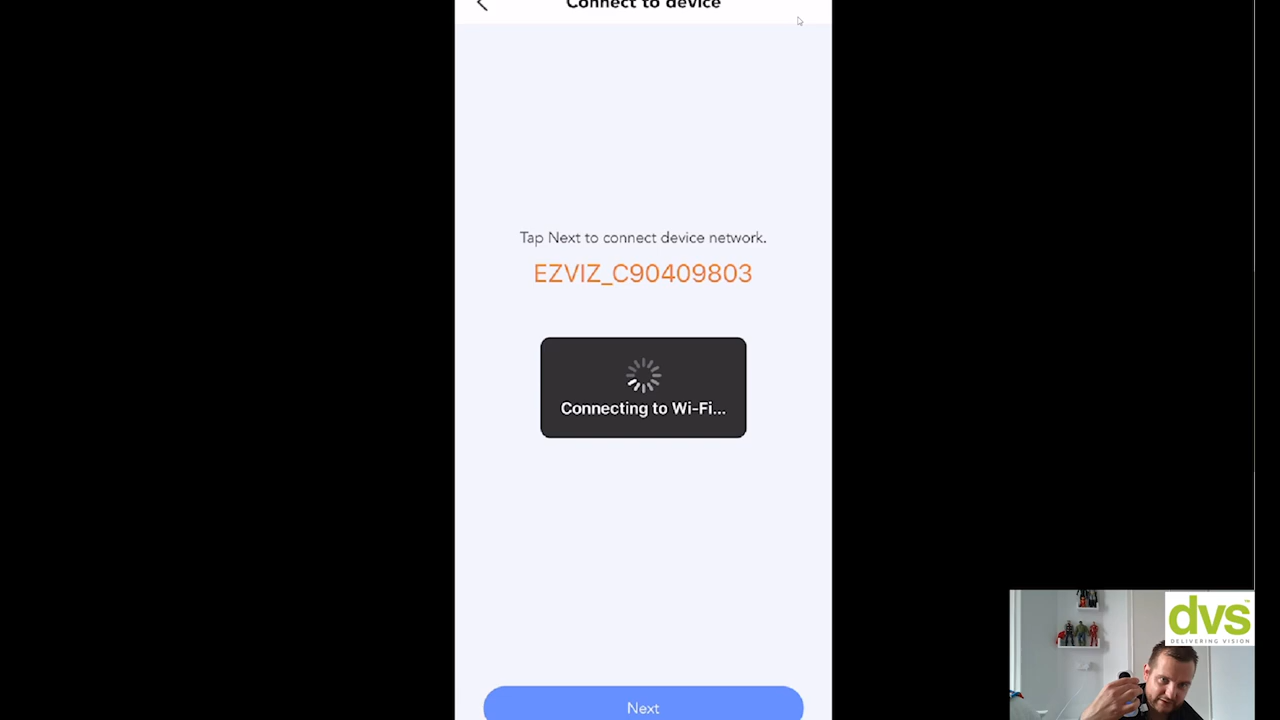 Connect to device
Tap Next to connect device network.
EZVIZ_C90409803
Connecting to Wi-Fi...
Next
dvs
DELIVERING VISION